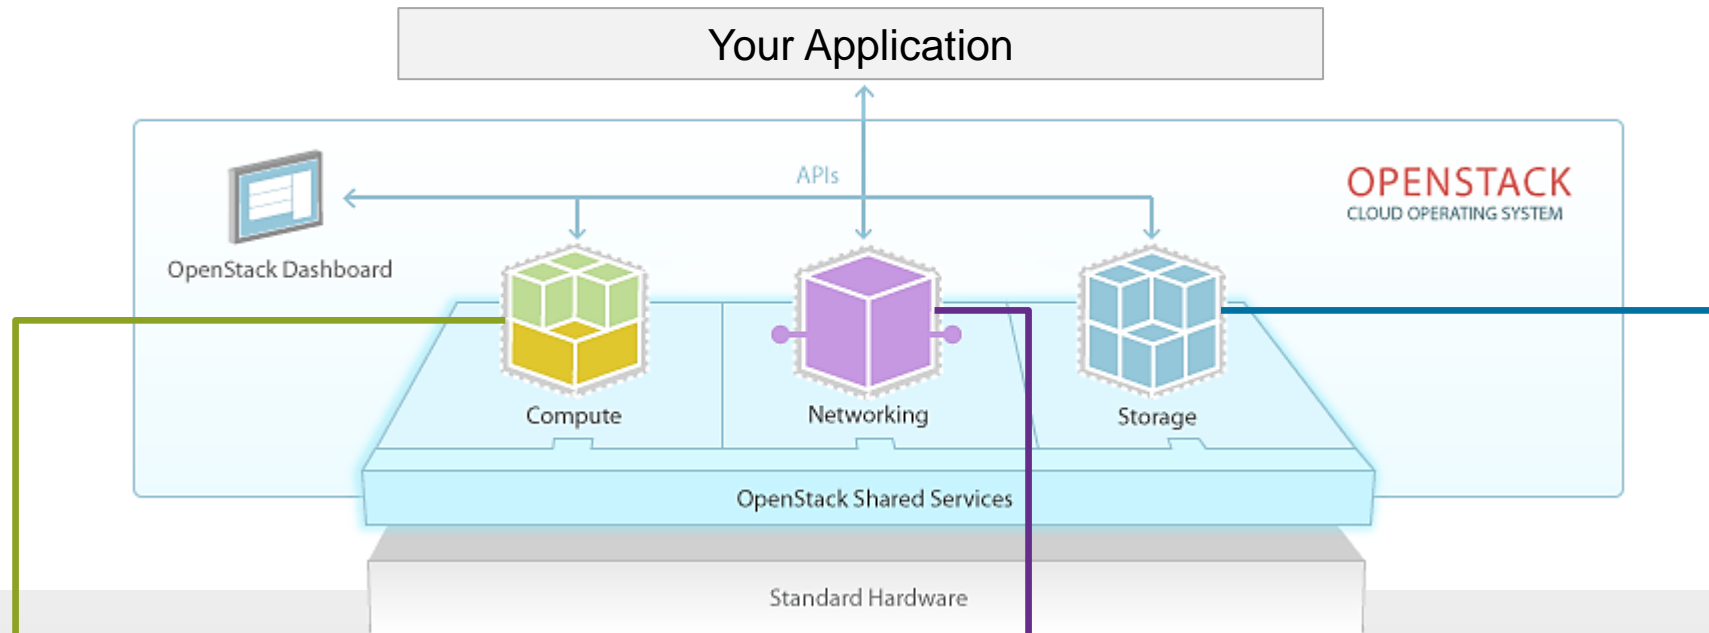 Your Application
APIs
OPENSTACK
CLOUD OPERATING SYSTEM
OpenStack Dashboard
Compute
Networking
Storage
OpenStack Shared Services
Standard Hardware